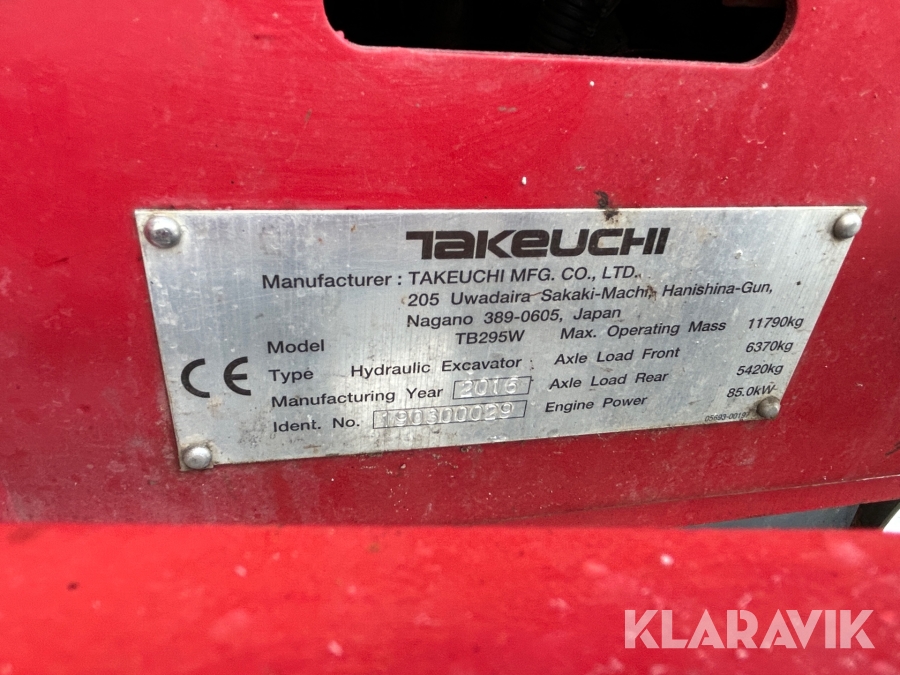 TAKEUCHI
Manufacturer : TAKEUCHI MFG. CO., LTD.
205 Uwadaira Sakaki-Machi, Hanishina-Gun,
Nagano 389-0605, Japan
Model TB295W Max. Operating Mass 11790kg
Type Hydraulic Excavator Axle Load Front 6370kg
Manufacturing Year 2016 Axle Load Rear 5420kg
Ident. No. 190300029 Engine Power 85.0kW
CE
KLARAVIK